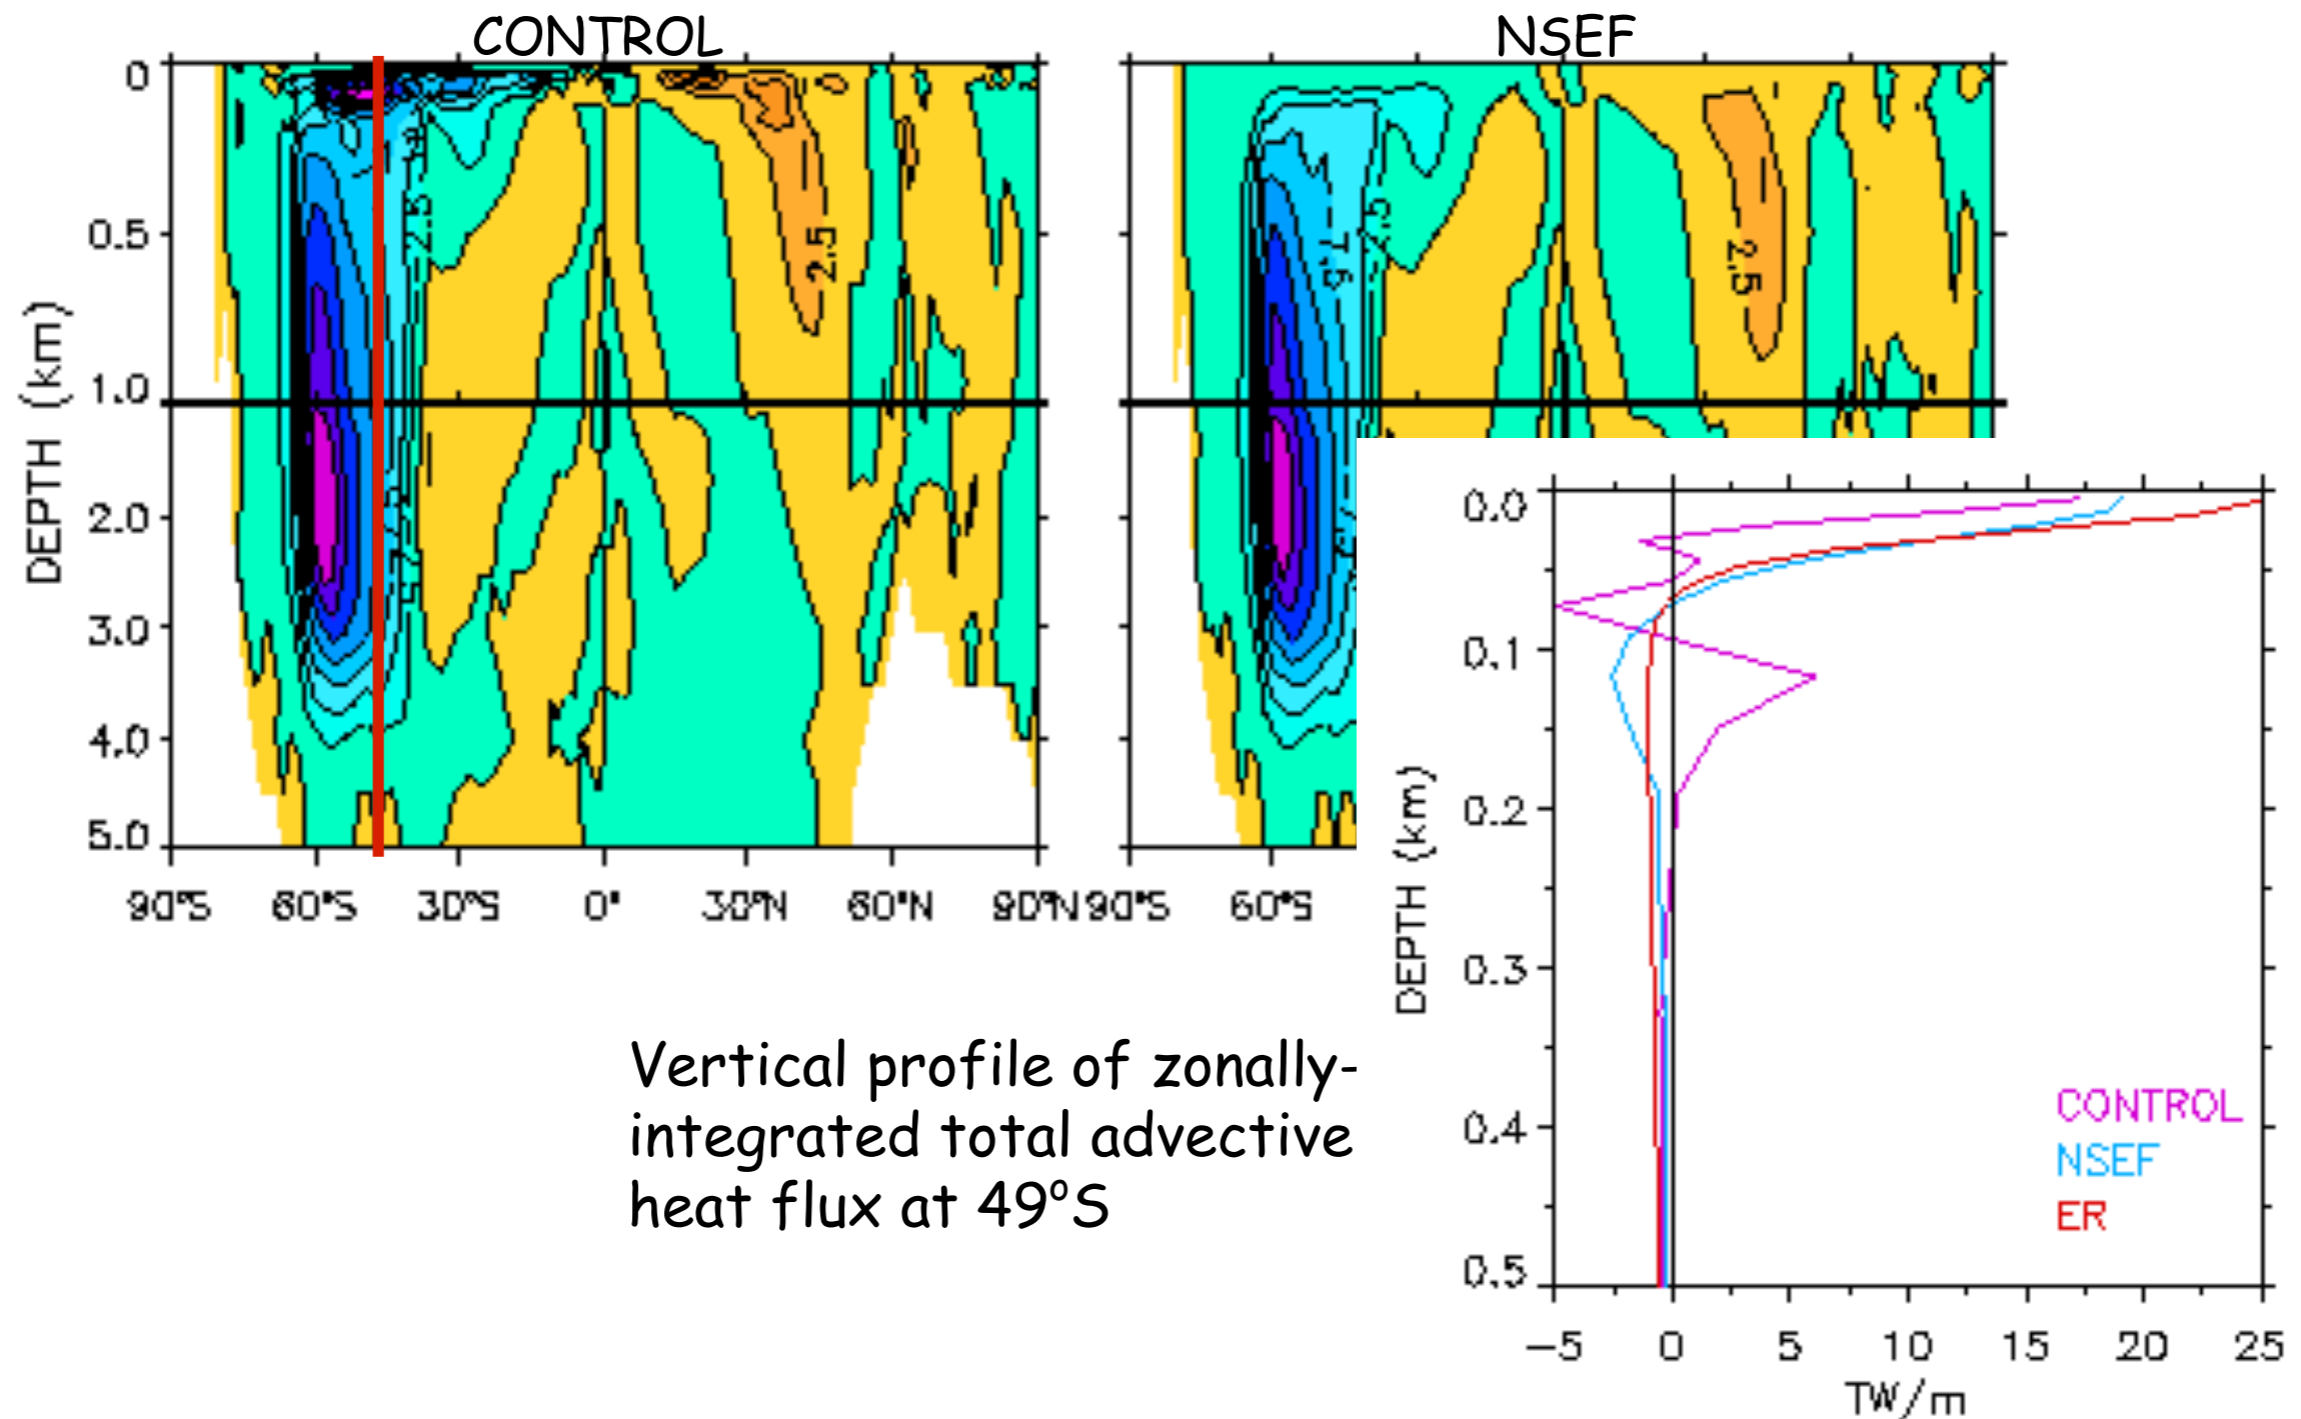 CONTROL
NSEF
0
0.5
1.0
2.0
3.0
4.0
5.0
DEPTH (km)
2.5
2.5
2.5
2.5
90°S 60°S 30°S 0° 30°N 60°N 90°N
90°S 60°S
Vertical profile of zonally-
integrated total advective
heat flux at 49°S
0.0
0.1
0.2
0.3
0.4
0.5
DEPTH (km)
CONTROL
NSEF
ER
-5 0 5 10 15 20 25
TW/m